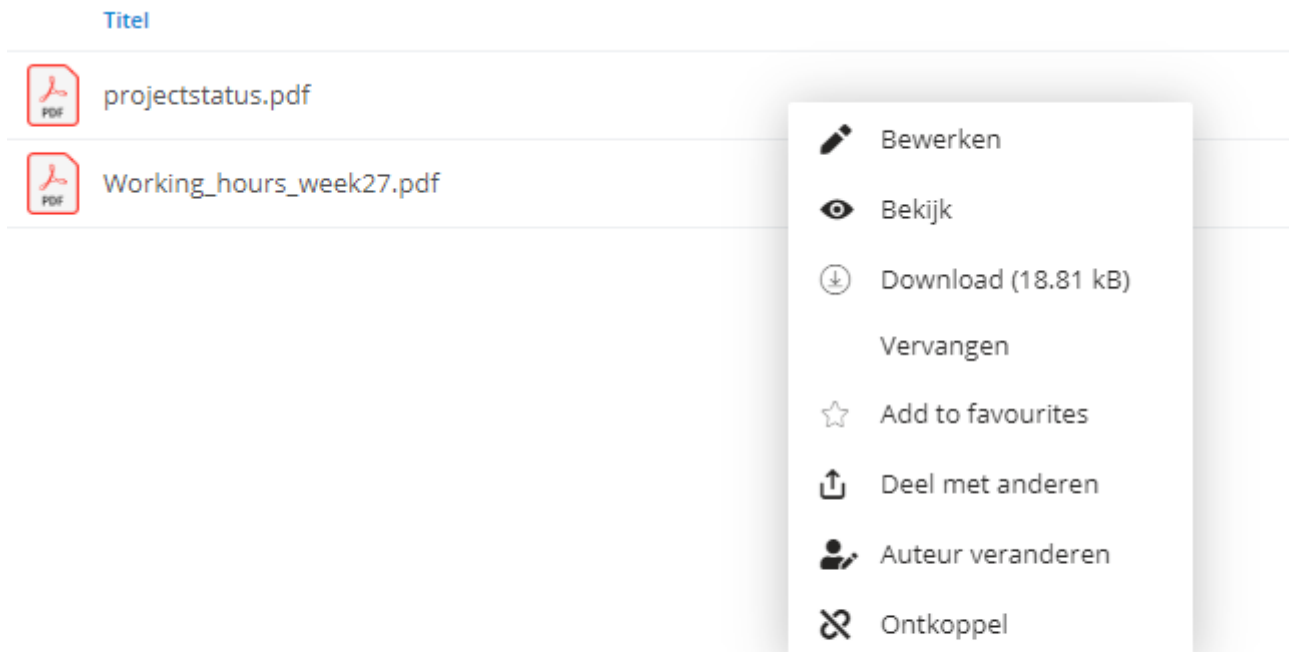 Titel
PDF
projectstatus.pdf
PDF
Working_hours_week27.pdf
Bewerken
Bekijk
Download (18.81 kB)
Vervangen
Add to favourites
Deel met anderen
Auteur veranderen
Ontkoppel